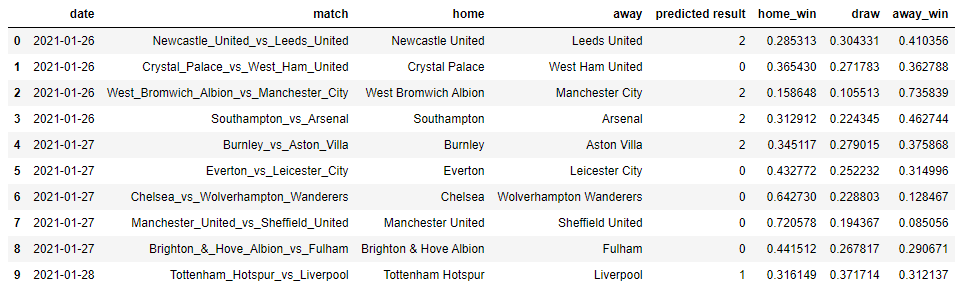 date match home away predicted result home_win draw away_win
0 2021-01-26 Newcastle_United_vs_Leeds_United Newcastle United Leeds United 2 0.285313 0.304331 0.410356
1 2021-01-26 Crystal_Palace_vs_West_Ham_United Crystal Palace West Ham United 0 0.365430 0.271783 0.362788
2 2021-01-26 West_Bromwich_Albion_vs_Manchester_City West Bromwich Albion Manchester City 2 0.158648 0.105513 0.735839
3 2021-01-26 Southampton_vs_Arsenal Southampton Arsenal 2 0.312912 0.224345 0.462744
4 2021-01-27 Burnley_vs_Aston_Villa Burnley Aston Villa 2 0.345117 0.279015 0.375868
5 2021-01-27 Everton_vs_Leicester_City Everton Leicester City 0 0.432772 0.252232 0.314996
6 2021-01-27 Chelsea_vs_Wolverhampton_Wanderers Chelsea Wolverhampton Wanderers 0 0.642730 0.228803 0.128467
7 2021-01-27 Manchester_United_vs_Sheffield_United Manchester United Sheffield United 0 0.720578 0.194367 0.085056
8 2021-01-27 Brighton_&_Hove_Albion_vs_Fulham Brighton & Hove Albion Fulham 0 0.441512 0.267817 0.290671
9 2021-01-28 Tottenham_Hotspur_vs_Liverpool Tottenham Hotspur Liverpool 1 0.316149 0.371714 0.312137